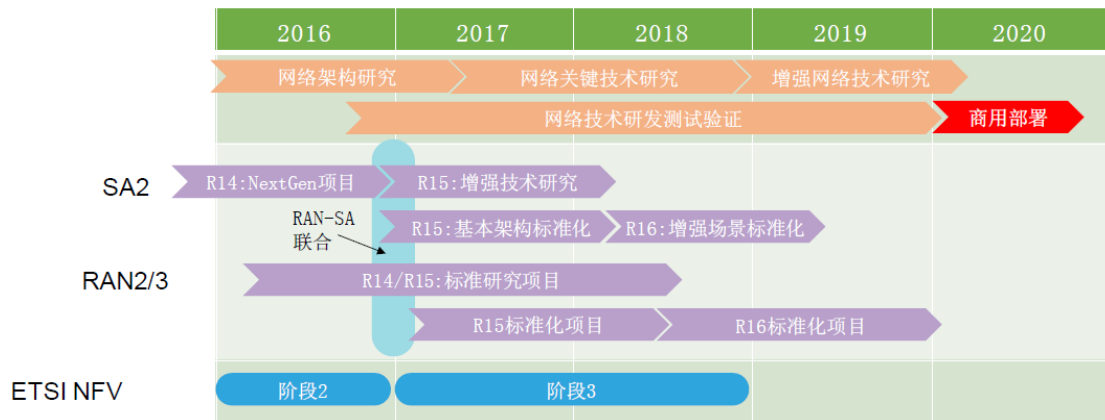 2016 2017 2018 2019 2020
网络架构研究 网络关键技术研究 增强网络技术研究
网络技术研发测试验证 商用部署
SA2 R14:NextGen项目 R15:增强技术研究
RAN-SA
联合
R15:基本架构标准化 R16:增强场景标准化
RAN2/3 R14/R15:标准研究项目
R15标准化项目 R16标准化项目
ETSI NFV 阶段2 阶段3